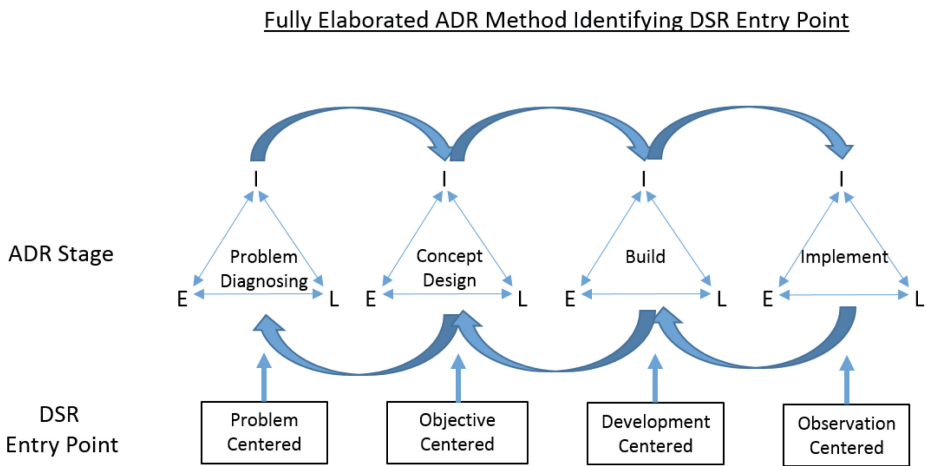 Fully Elaborated ADR Method Identifying DSR Entry Point
I I I I
ADR Stage
Problem
Diagnosing
Concept
Design
Build
Implement
E L E L E L E L
DSR
Entry Point
Problem
Centered
Objective
Centered
Development
Centered
Observation
Centered